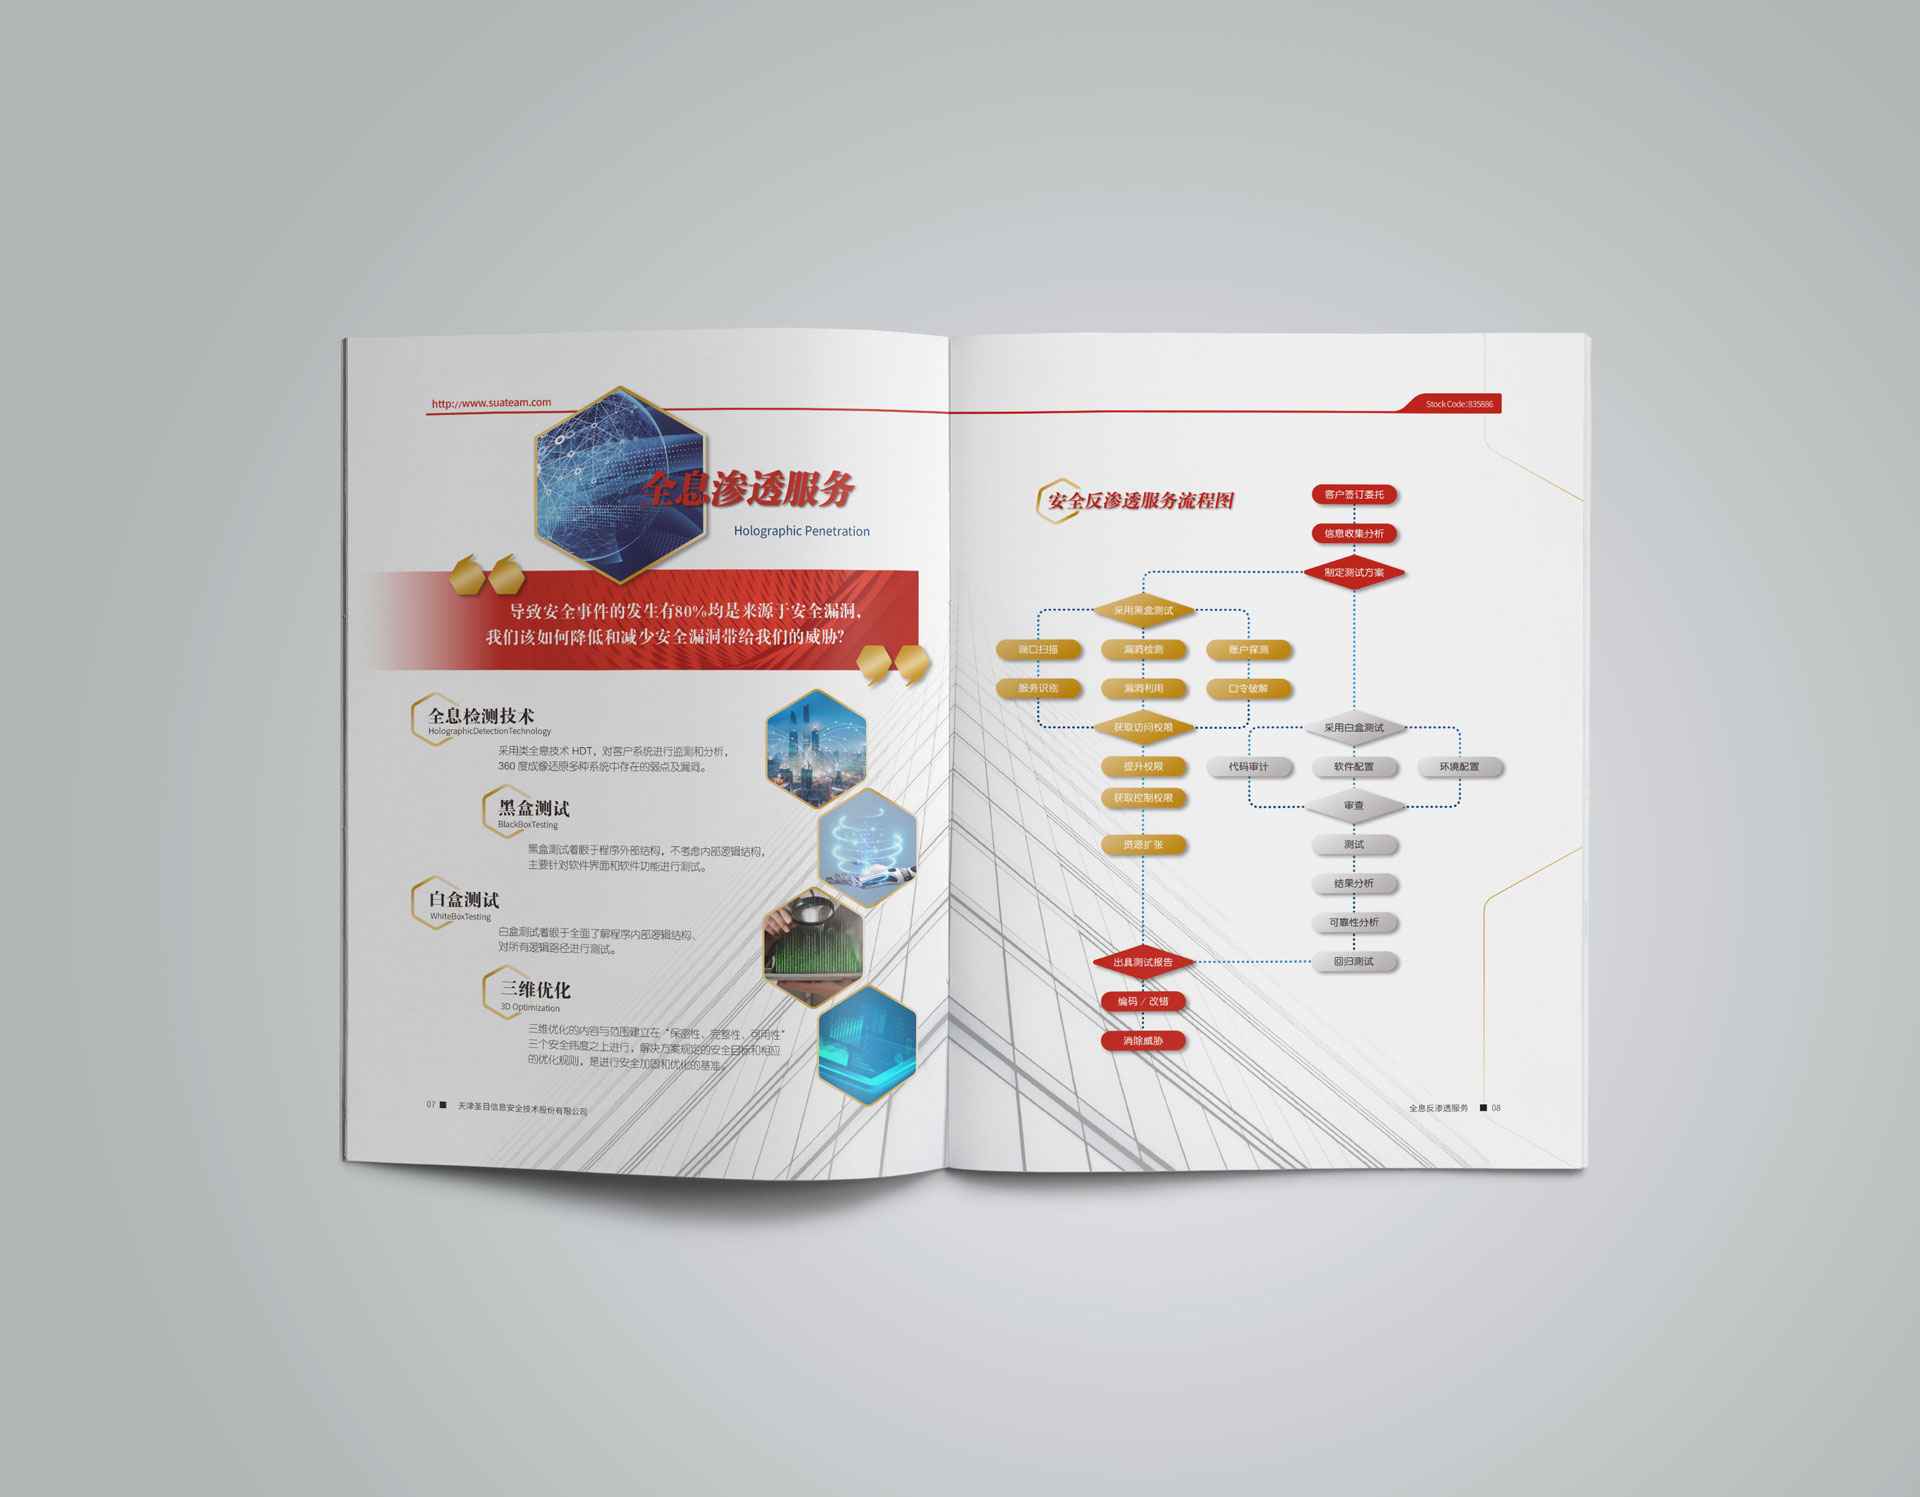 http://www.suateam.com
全息渗透服务
Holographic Penetration
导致安全事件的发生有80%均是来源于安全漏洞，
我们该如何降低和减少安全漏洞带给我们的威胁?
全息检测技术
HolographicDetectionTechnology
采用类全息技术 HDT，对客户系统进行监测和分析，
360 度成像还原多种系统中存在的弱点及漏洞。
黑盒测试
BlackBoxTesting
黑盒测试着眼于程序外部结构，不考虑内部逻辑结构，
主要针对软件界面和软件功能进行测试。
白盒测试
WhiteBoxTesting
白盒测试着眼于全面了解程序内部逻辑结构、
对所有逻辑路径进行测试。
三维优化
3D Optimization
三维优化的内容与范围建立在“保密性、完整性、可用性”
三个安全纬度之上进行，解决方案规定的安全目标和相应
的优化规则，是进行安全加固和优化的基准。
07 天津圣目信息安全技术股份有限公司
Stock Code:835886
安全反渗透服务流程图
客户签订委托
信息收集分析
制定测试方案
采用黑盒测试
端口扫描
漏洞检测
账户探测
服务识别
漏洞利用
口令破解
获取访问权限
采用白盒测试
提升权限
代码审计
软件配置
环境配置
获取控制权限
审查
资源扩张
测试
结果分析
可靠性分析
出具测试报告
回归测试
编码 / 改错
消除威胁
全息反渗透服务 08